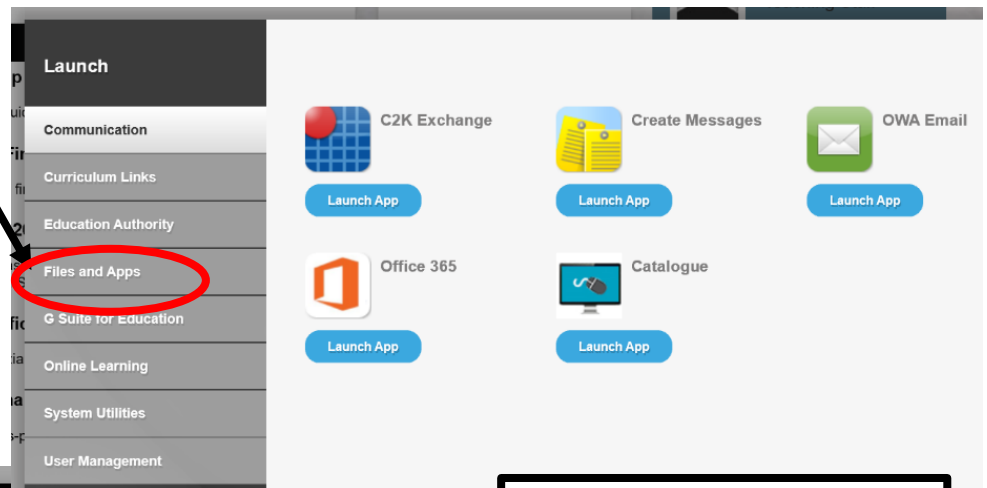 Launch
Communication
Curriculum Links
Education Authority
Files and Apps
G Suite for Education
Online Learning
System Utilities
User Management
C2K Exchange
Launch App
Create Messages
Launch App
OWA Email
Launch App
Office 365
Launch App
Catalogue
Launch App